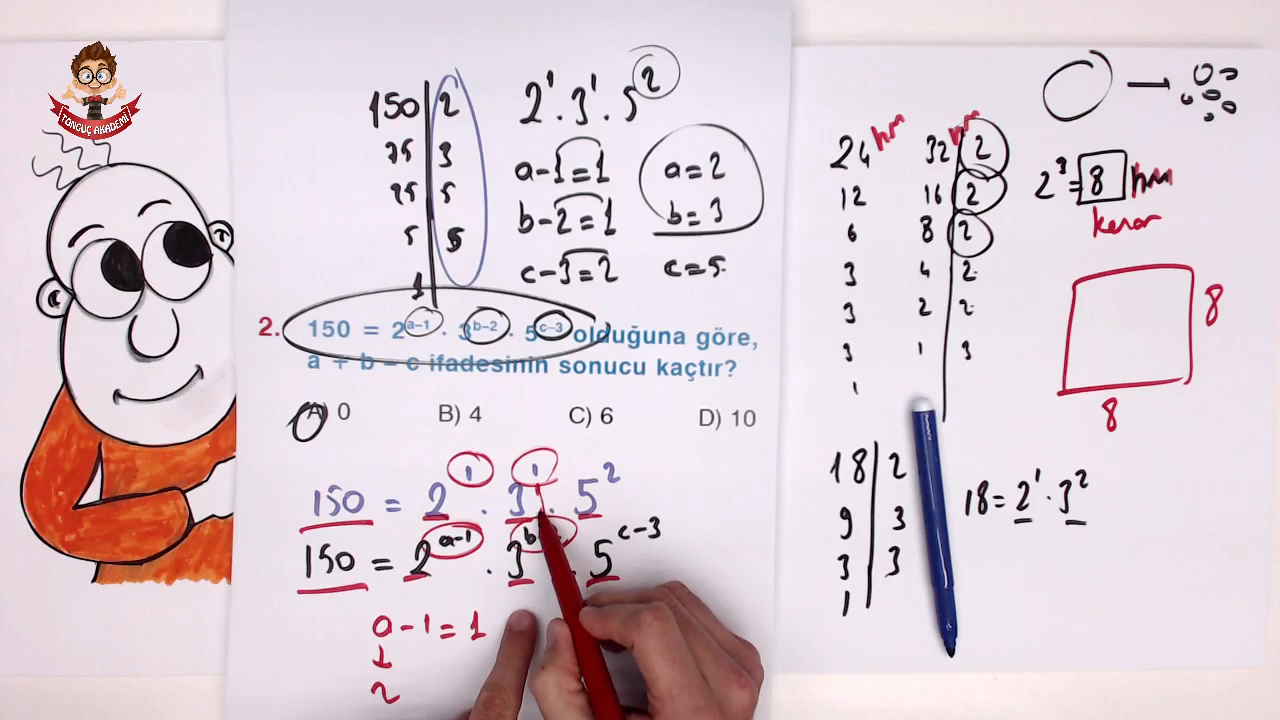 TONGUÇ AKADEMİ
150 | 2
75 | 3
25 | 5
5 | 5
1
2¹ · 3¹ · 5²
a-1=1
b-2=1
c-3=2
a=2
b=3
c=5
2. 150 = 2^(a-1) · 3^(b-2) · 5^(c-3) olduğuna göre,
a + b - c ifadesinin sonucu kaçtır?
A) 0 B) 4 C) 6 D) 10
150 = 2¹ · 3¹ · 5²
150 = 2^(a-1) · 3 · 5^(c-3)
a-1=1
2
24 hm 32 hm | 2
12 16 | 2
6 8 | 2
3 4 | 2
3 2 | 2
3 1 | 3
1
2³=8 hm
kenar
8
8
18 | 2
9 | 3
3 | 3
1
18=2¹·3²